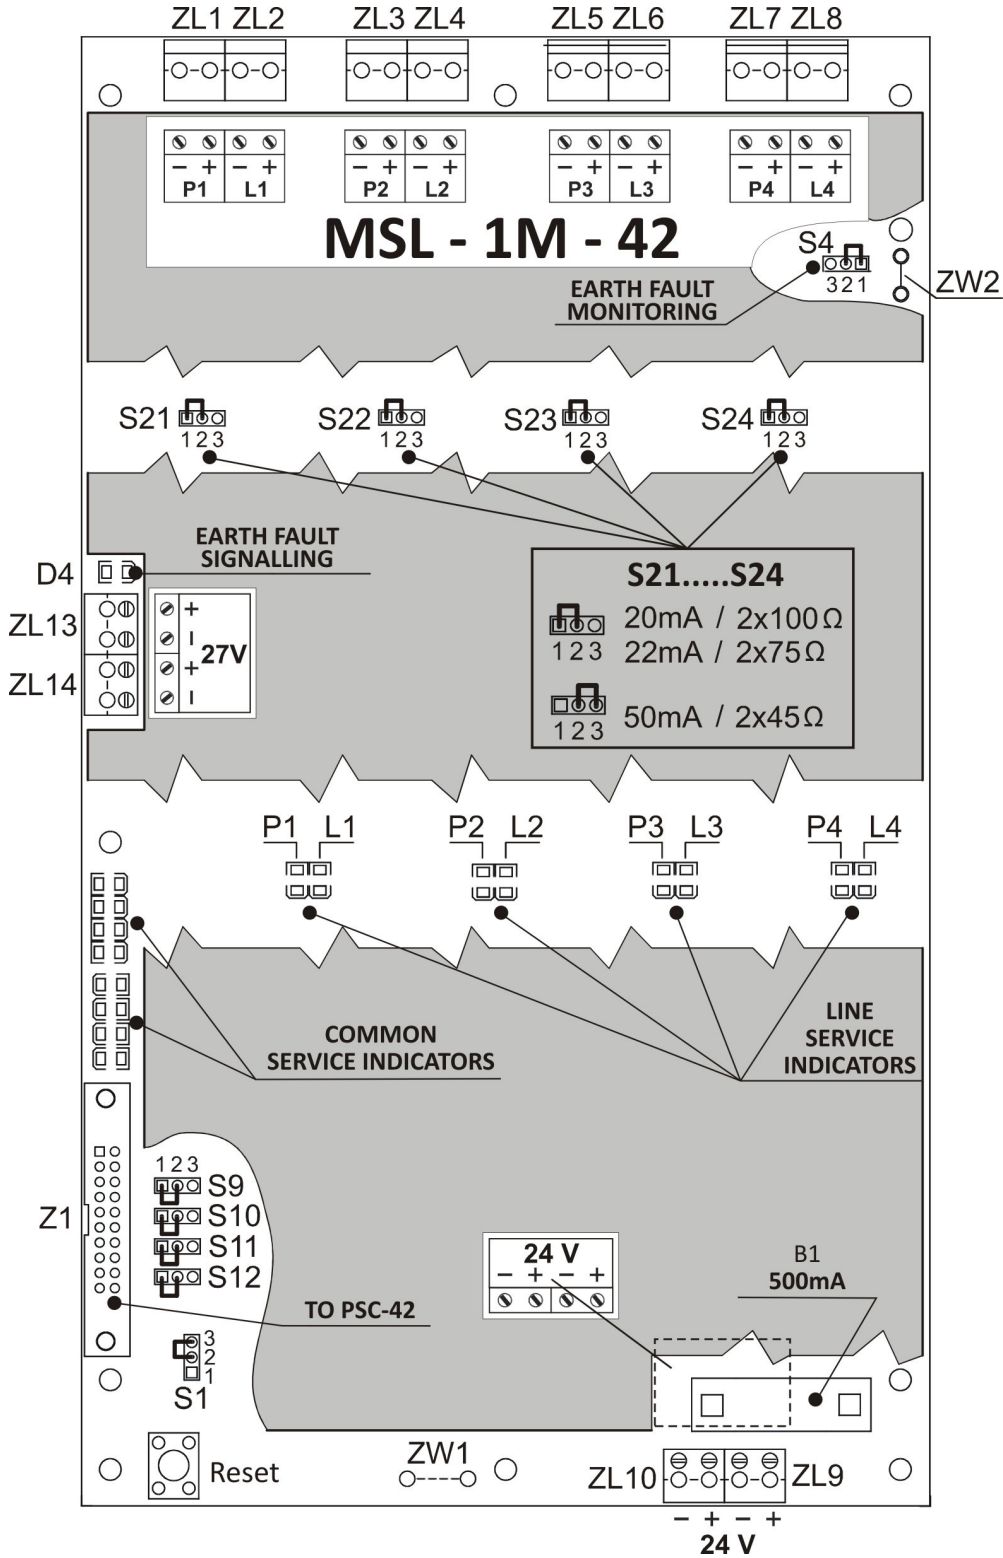 ZL1 ZL2 ZL3 ZL4 ZL5 ZL6 ZL7 ZL8
− + − + − + − + − + − + − + − +
P1 L1 P2 L2 P3 L3 P4 L4
MSL - 1M - 42
S4
321
ZW2
EARTH FAULT
MONITORING
S21 S22 S23 S24
123 123 123 123
EARTH FAULT
SIGNALLING
D4
ZL13
ZL14
+
−
27V
+
−
S21.....S24
20mA / 2x100Ω
123 22mA / 2x75Ω
50mA / 2x45Ω
123
P1 L1 P2 L2 P3 L3 P4 L4
COMMON
SERVICE INDICATORS
LINE
SERVICE
INDICATORS
123
S9
S10
S11
S12
Z1
TO PSC-42
24 V
− + − +
B1
500mA
3
2
1
S1
Reset
ZW1
ZL10 ZL9
− + − +
24 V